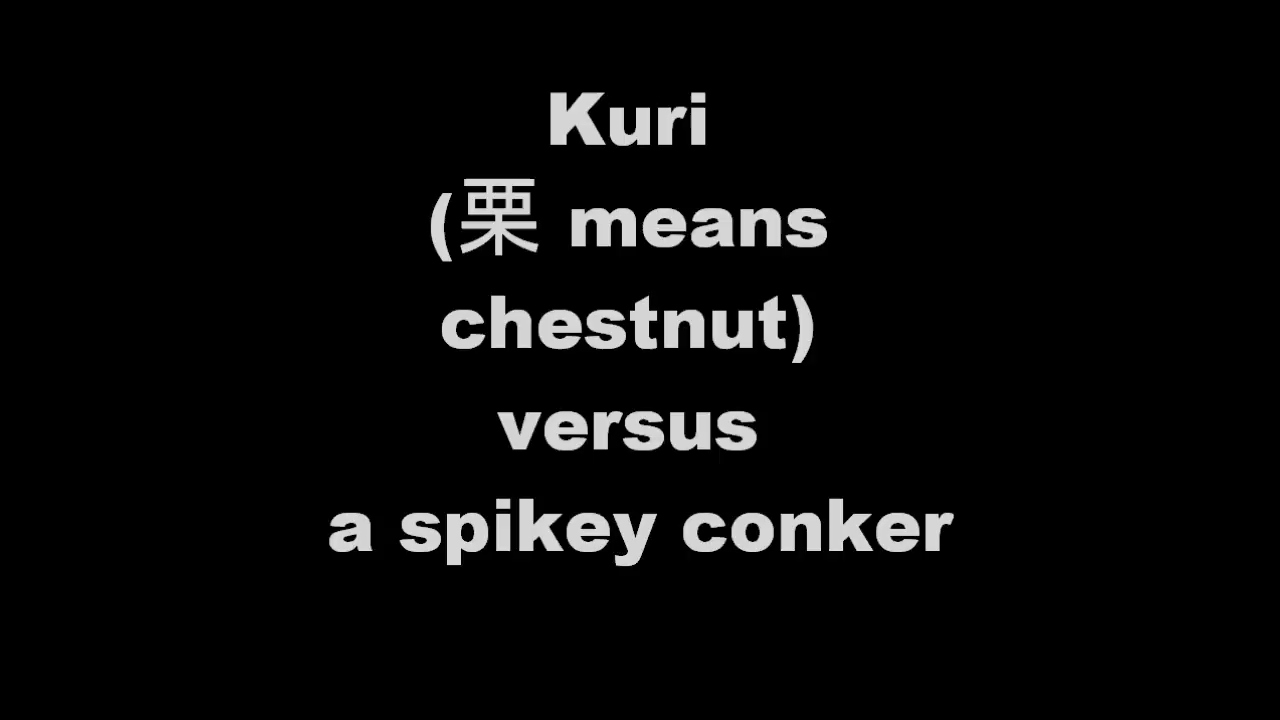 Kuri
(栗 means
chestnut)
versus
a spikey conker